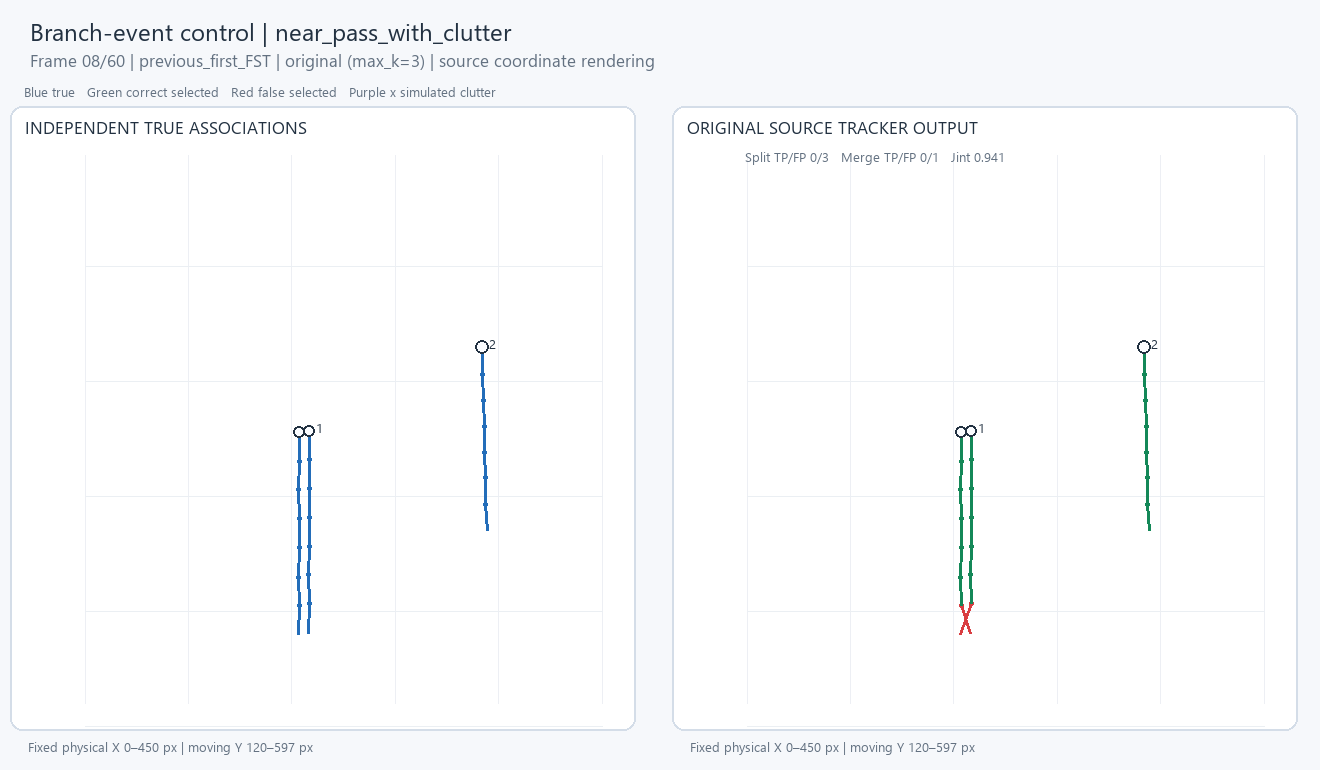 Branch-event control | near_pass_with_clutter
Frame 08/60 | previous_first_FST | original (max_k=3) | source coordinate rendering
Blue true Green correct selected Red false selected Purple x simulated clutter
INDEPENDENT TRUE ASSOCIATIONS
2
1
Fixed physical X 0–450 px | moving Y 120–597 px
ORIGINAL SOURCE TRACKER OUTPUT
Split TP/FP 0/3 Merge TP/FP 0/1 Jint 0.941
2
1
Fixed physical X 0–450 px | moving Y 120–597 px